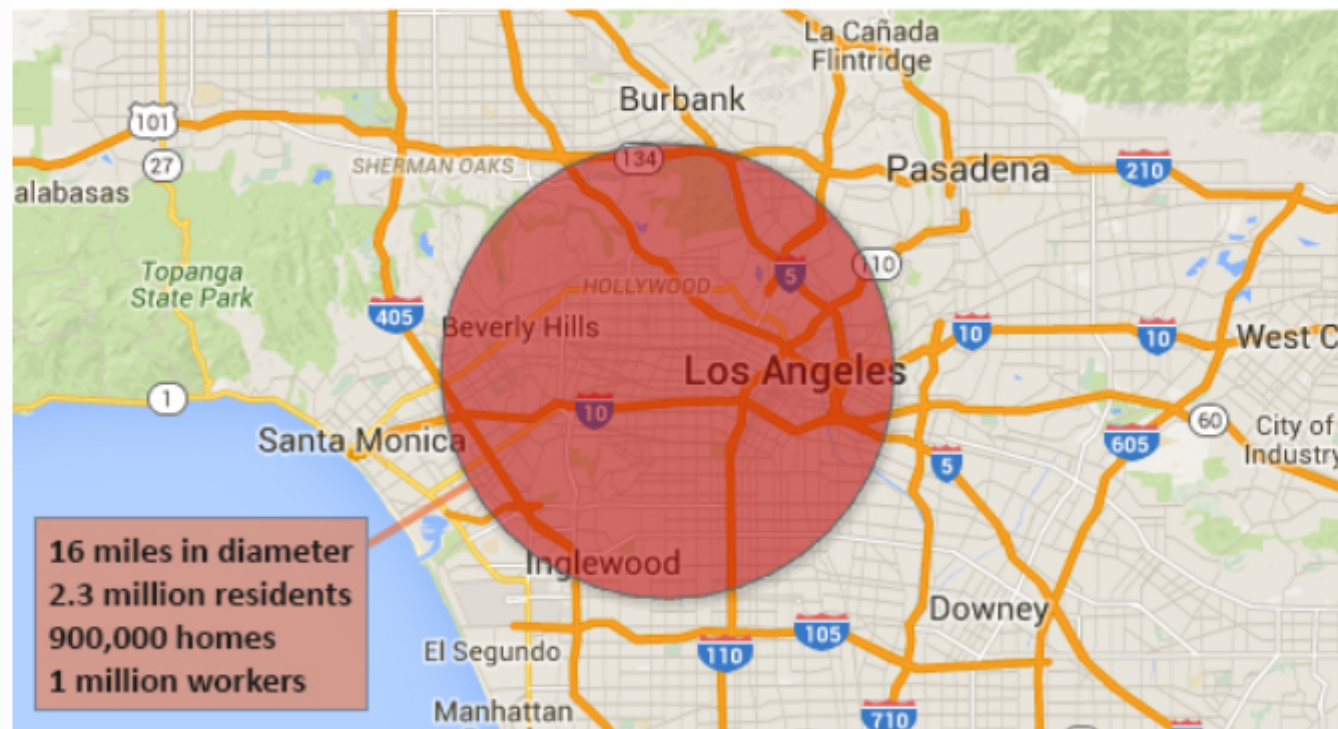 La Cañada
Flintridge
Burbank
101
134
SHERMAN OAKS
27
Pasadena
210
alabasas
Topanga
State Park
5
110
HOLLYWOOD
405
Beverly Hills
10
10
West C
Los Angeles
1
10
60
Santa Monica
605
City of
Industry
5
16 miles in diameter
2.3 million residents
900,000 homes
1 million workers
Inglewood
Downey
105
El Segundo
110
Manhattan
710